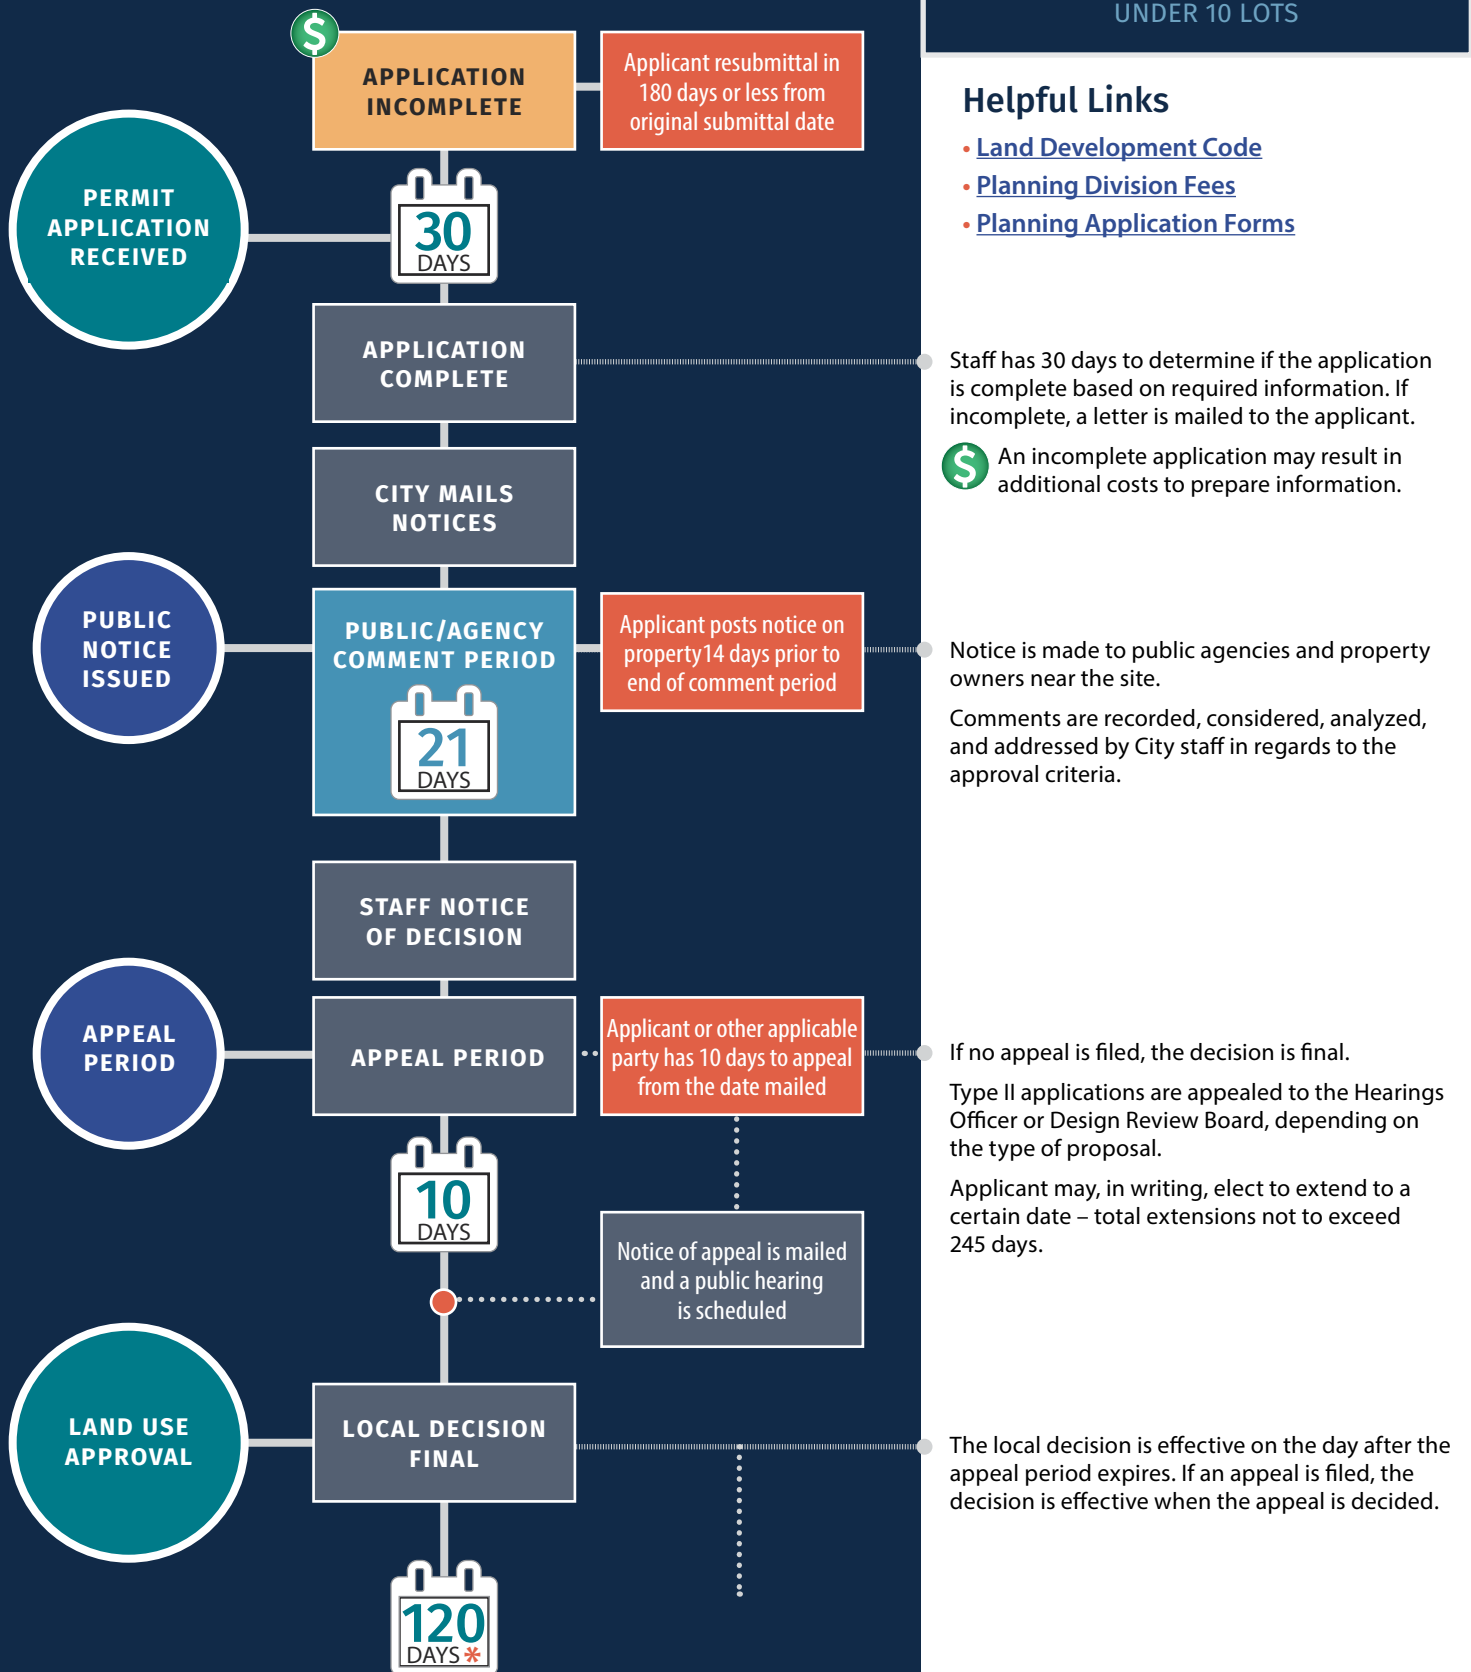 UNDER 10 LOTS
$
APPLICATION
INCOMPLETE
Applicant resubmittal in
180 days or less from
original submittal date
Helpful Links
• Land Development Code
• Planning Division Fees
• Planning Application Forms
PERMIT
APPLICATION
RECEIVED
30
DAYS
APPLICATION
COMPLETE
Staff has 30 days to determine if the application
is complete based on required information. If
incomplete, a letter is mailed to the applicant.
$
An incomplete application may result in
additional costs to prepare information.
CITY MAILS
NOTICES
PUBLIC
NOTICE
ISSUED
PUBLIC/AGENCY
COMMENT PERIOD
21
DAYS
Applicant posts notice on
property14 days prior to
end of comment period
Notice is made to public agencies and property
owners near the site.
Comments are recorded, considered, analyzed,
and addressed by City staff in regards to the
approval criteria.
STAFF NOTICE
OF DECISION
APPEAL
PERIOD
APPEAL PERIOD
Applicant or other applicable
party has 10 days to appeal
from the date mailed
If no appeal is filed, the decision is final.
Type II applications are appealed to the Hearings
Officer or Design Review Board, depending on
the type of proposal.
Applicant may, in writing, elect to extend to a
certain date – total extensions not to exceed
245 days.
10
DAYS
Notice of appeal is mailed
and a public hearing
is scheduled
LAND USE
APPROVAL
LOCAL DECISION
FINAL
The local decision is effective on the day after the
appeal period expires. If an appeal is filed, the
decision is effective when the appeal is decided.
120
DAYS *